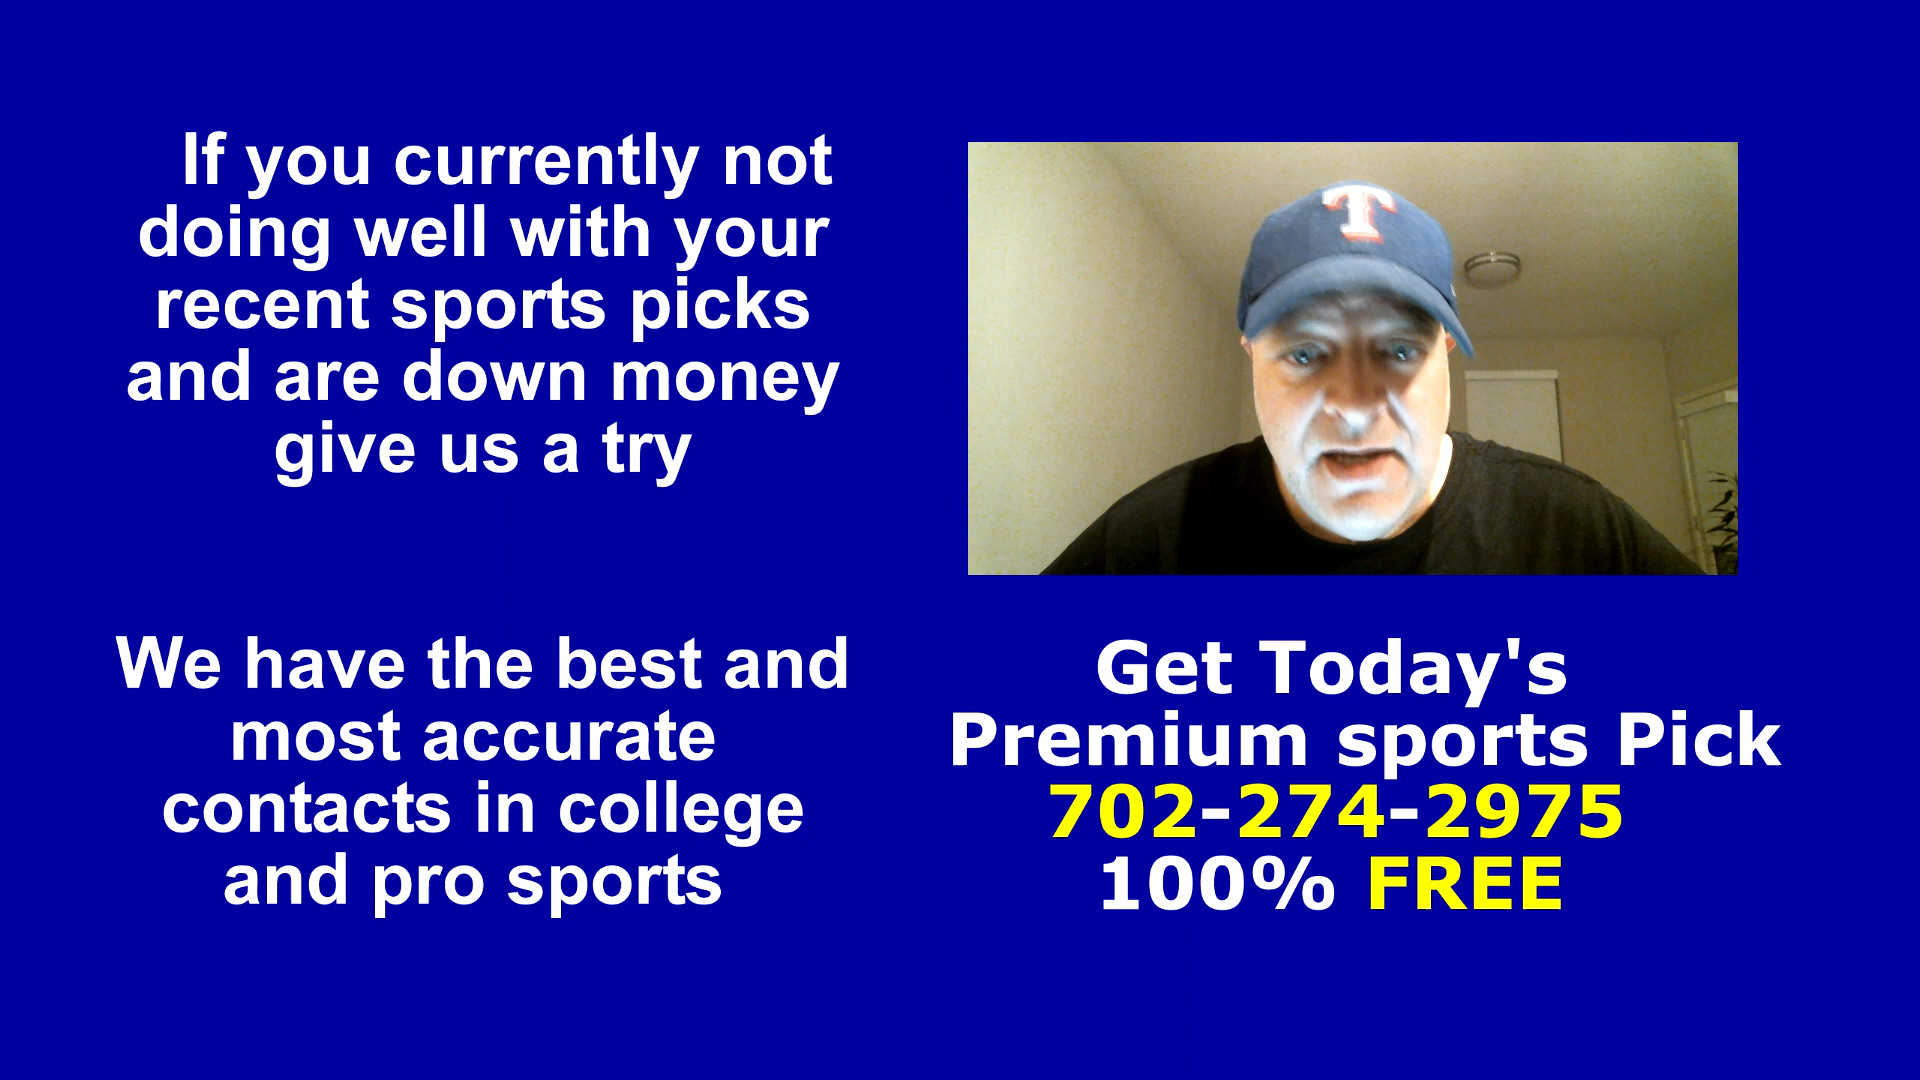 If you currently not
doing well with your
recent sports picks
and are down money
give us a try
We have the best and
most accurate
contacts in college
and pro sports
T
Get Today's
Premium sports Pick
702-274-2975
100% FREE